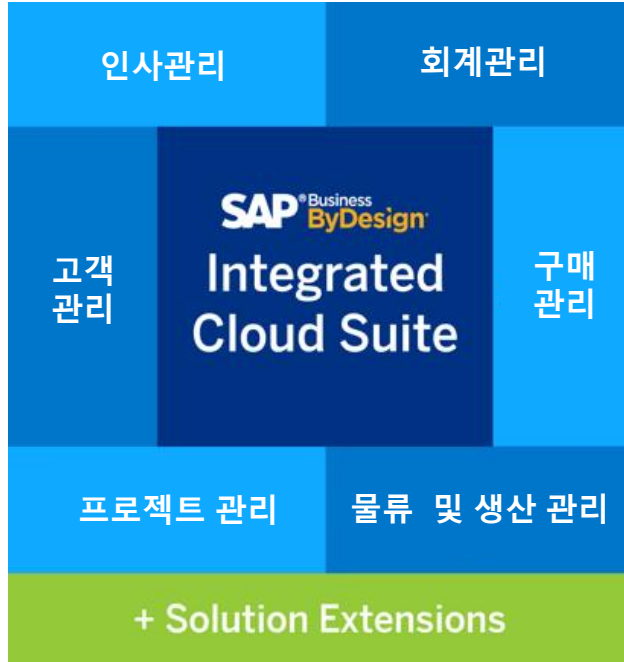 인사관리
회계관리
고객
관리
SAP® Business
ByDesign
Integrated
Cloud Suite
구매
관리
프로젝트 관리
물류 및 생산 관리
+ Solution Extensions